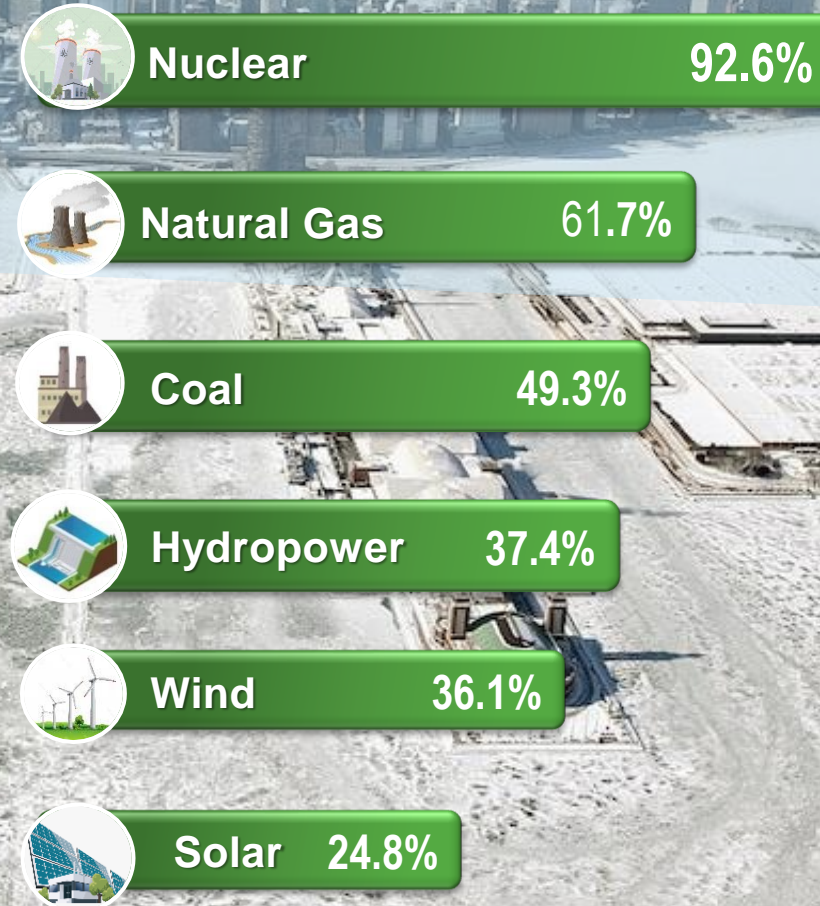 Nuclear 92.6%
Natural Gas 61.7%
Coal 49.3%
Hydropower 37.4%
Wind 36.1%
Solar 24.8%